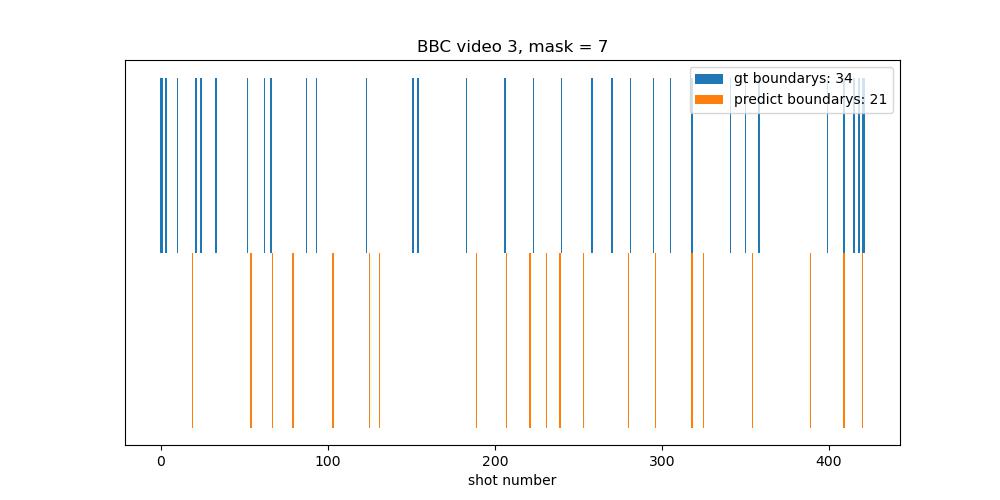 BBC video 3, mask = 7
gt boundarys: 34
predict boundarys: 21
0 100 200 300 400
shot number